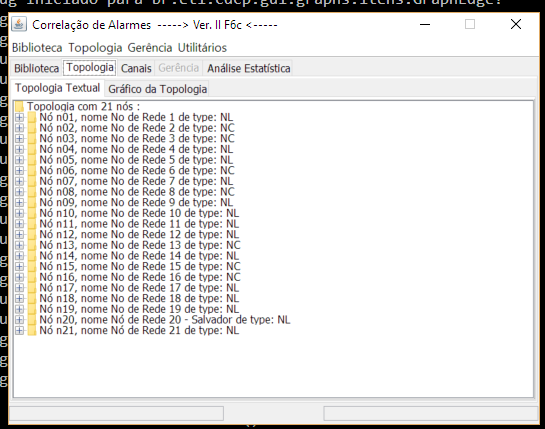 ug iniciado para br.cti.cdcp.gui.graphs.itens.GraphEdge!
Correlação de Alarmes -----> Ver. II F6c <-----
Biblioteca Topologia Gerência Utilitários
Biblioteca Topologia Canais Gerência Análise Estatística
Topologia Textual Gráfico da Topologia
Topologia com 21 nós :
Nó n01, nome No de Rede 1 de type: NL
Nó n02, nome No de Rede 2 de type: NC
Nó n03, nome No de Rede 3 de type: NC
Nó n04, nome No de Rede 4 de type: NL
Nó n05, nome No de Rede 5 de type: NL
Nó n06, nome No de Rede 6 de type: NC
Nó n07, nome No de Rede 7 de type: NL
Nó n08, nome No de Rede 8 de type: NC
Nó n09, nome No de Rede 9 de type: NL
Nó n10, nome No de Rede 10 de type: NL
Nó n11, nome No de Rede 11 de type: NL
Nó n12, nome No de Rede 12 de type: NL
Nó n13, nome No de Rede 13 de type: NC
Nó n14, nome No de Rede 14 de type: NL
Nó n15, nome No de Rede 15 de type: NC
Nó n16, nome No de Rede 16 de type: NC
Nó n17, nome No de Rede 17 de type: NL
Nó n18, nome No de Rede 18 de type: NL
Nó n19, nome No de Rede 19 de type: NL
Nó n20, nome Nó de Rede 20 - Salvador de type: NL
Nó n21, nome Nó de Rede 21 de type: NL